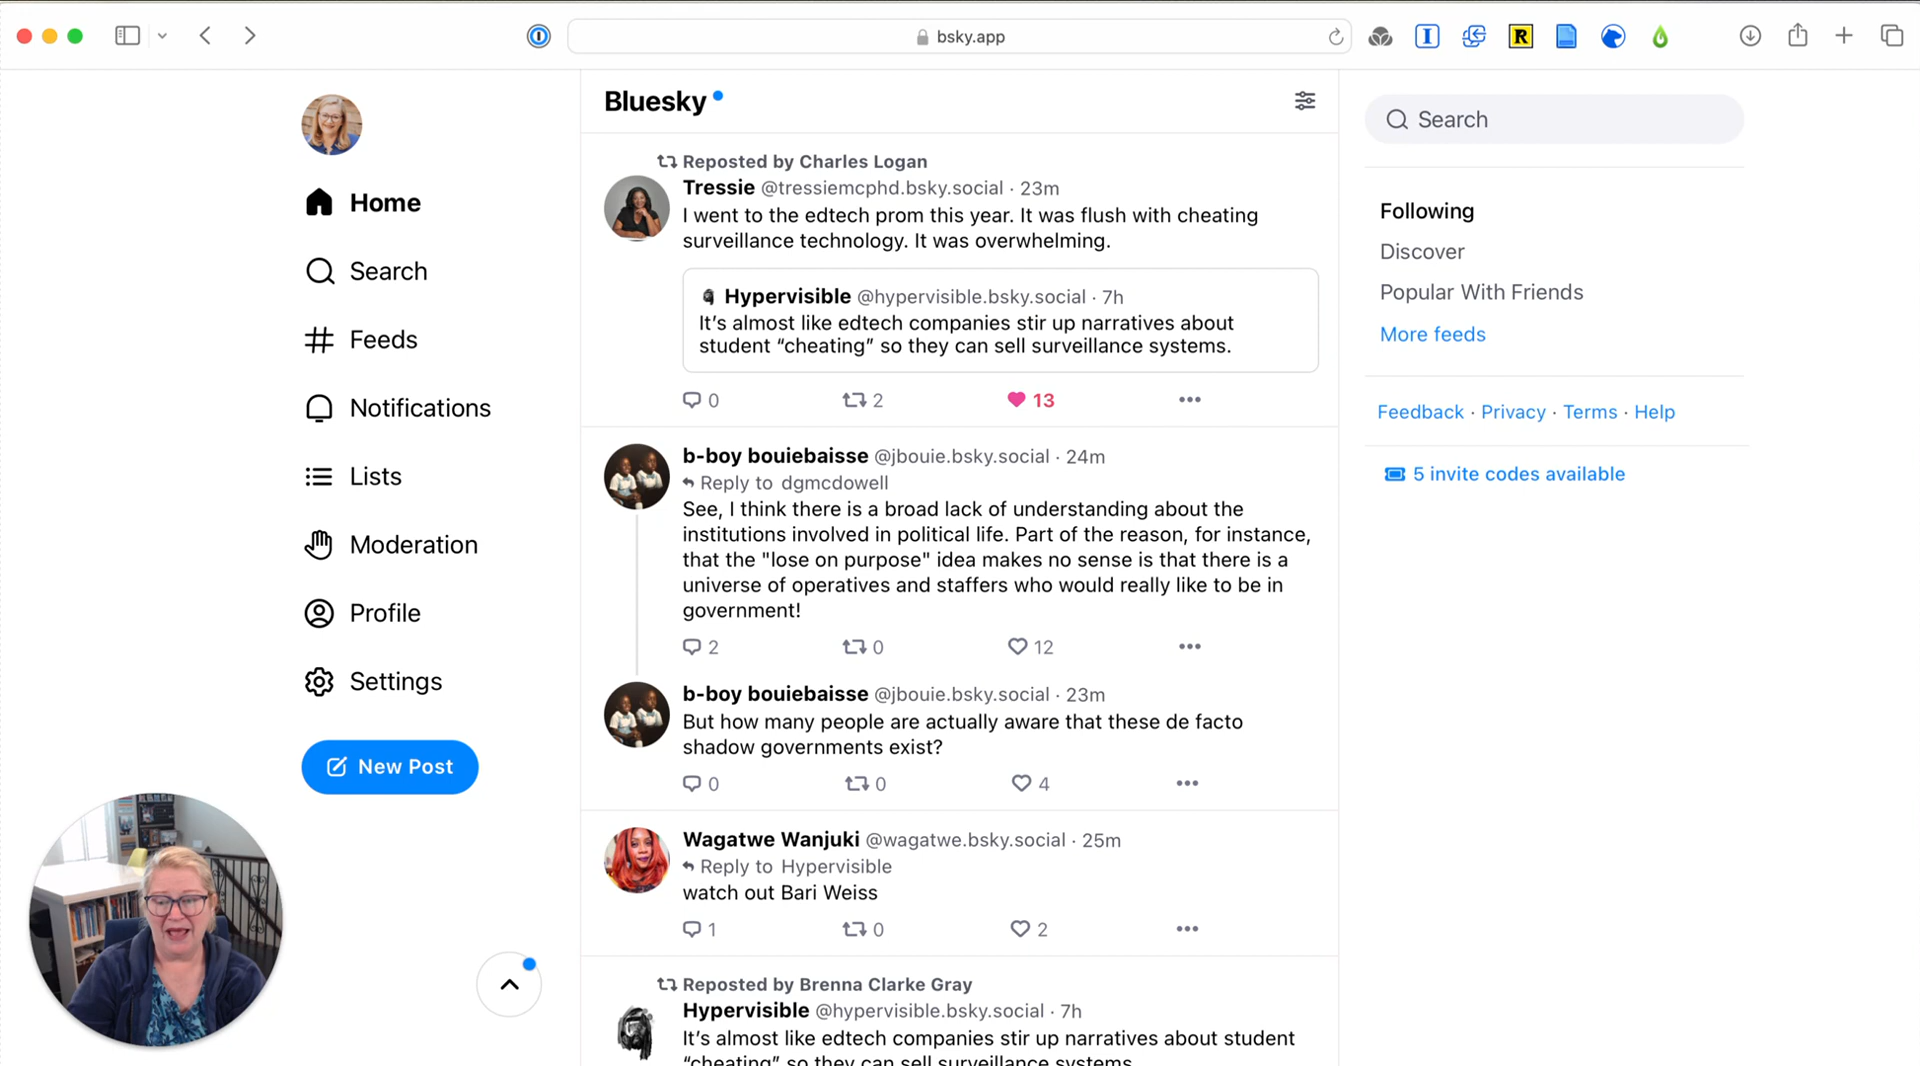 bsky.app
Home
Search
Feeds
Notifications
Lists
Moderation
Profile
Settings
New Post
Bluesky
Reposted by Charles Logan
Tressie @tressiemcphd.bsky.social · 23m
I went to the edtech prom this year. It was flush with cheating
surveillance technology. It was overwhelming.
Hypervisible @hypervisible.bsky.social · 7h
It’s almost like edtech companies stir up narratives about
student “cheating” so they can sell surveillance systems.
0 2 13
b-boy bouiebaisse @jbouie.bsky.social · 24m
Reply to dgmcdowell
See, I think there is a broad lack of understanding about the
institutions involved in political life. Part of the reason, for instance,
that the "lose on purpose" idea makes no sense is that there is a
universe of operatives and staffers who would really like to be in
government!
2 0 12
b-boy bouiebaisse @jbouie.bsky.social · 23m
But how many people are actually aware that these de facto
shadow governments exist?
0 0 4
Wagatwe Wanjuki @wagatwe.bsky.social · 25m
Reply to Hypervisible
watch out Bari Weiss
1 0 2
Reposted by Brenna Clarke Gray
Hypervisible @hypervisible.bsky.social · 7h
It’s almost like edtech companies stir up narratives about student
“cheating” so they can sell surveillance systems.
Search
Following
Discover
Popular With Friends
More feeds
Feedback · Privacy · Terms · Help
5 invite codes available